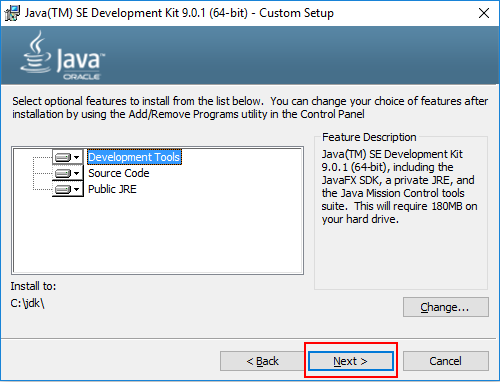 Java(TM) SE Development Kit 9.0.1 (64-bit) - Custom Setup
Java
ORACLE
Select optional features to install from the list below. You can change your choice of features after
installation by using the Add/Remove Programs utility in the Control Panel
Development Tools
Source Code
Public JRE
Feature Description
Java(TM) SE Development Kit
9.0.1 (64-bit), including the
JavaFX SDK, a private JRE, and
the Java Mission Control tools
suite. This will require 180MB on
your hard drive.
Install to:
C:\jdk\
Change...
< Back
Next >
Cancel